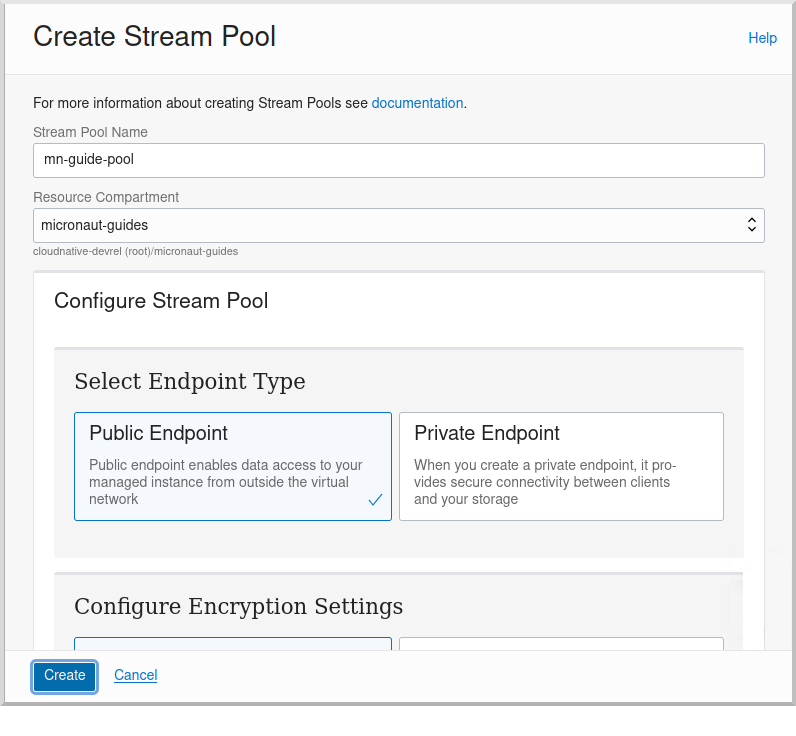 Create Stream Pool
Help
For more information about creating Stream Pools see documentation.
Stream Pool Name
mn-guide-pool
Resource Compartment
micronaut-guides
cloudnative-devrel (root)/micronaut-guides
Configure Stream Pool
Select Endpoint Type
Public Endpoint
Public endpoint enables data access to your
managed instance from outside the virtual
network
Private Endpoint
When you create a private endpoint, it pro-
vides secure connectivity between clients
and your storage
Configure Encryption Settings
Create
Cancel